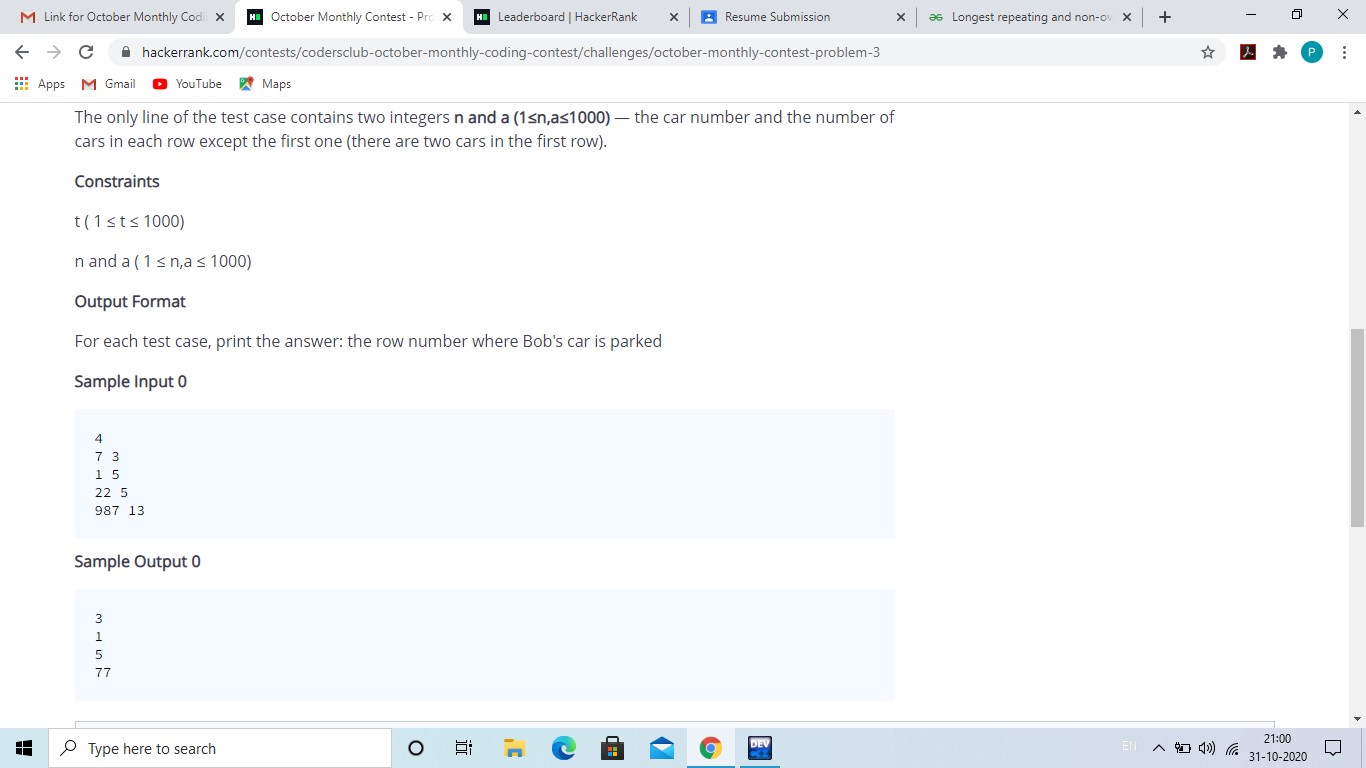 Link for October Monthly Codi
October Monthly Contest - Pro
Leaderboard | HackerRank
Resume Submission
Longest repeating and non-ov
hackerrank.com/contests/codersclub-october-monthly-coding-contest/challenges/october-monthly-contest-problem-3
P
Apps
Gmail
YouTube
Maps
The only line of the test case contains two integers n and a (1≤n,a≤1000) — the car number and the number of
cars in each row except the first one (there are two cars in the first row).
Constraints
t ( 1 ≤ t ≤ 1000)
n and a ( 1 ≤ n,a ≤ 1000)
Output Format
For each test case, print the answer: the row number where Bob's car is parked
Sample Input 0
4
7 3
1 5
22 5
987 13
Sample Output 0
3
1
5
77
Type here to search
DEV
EN
21:00
31-10-2020